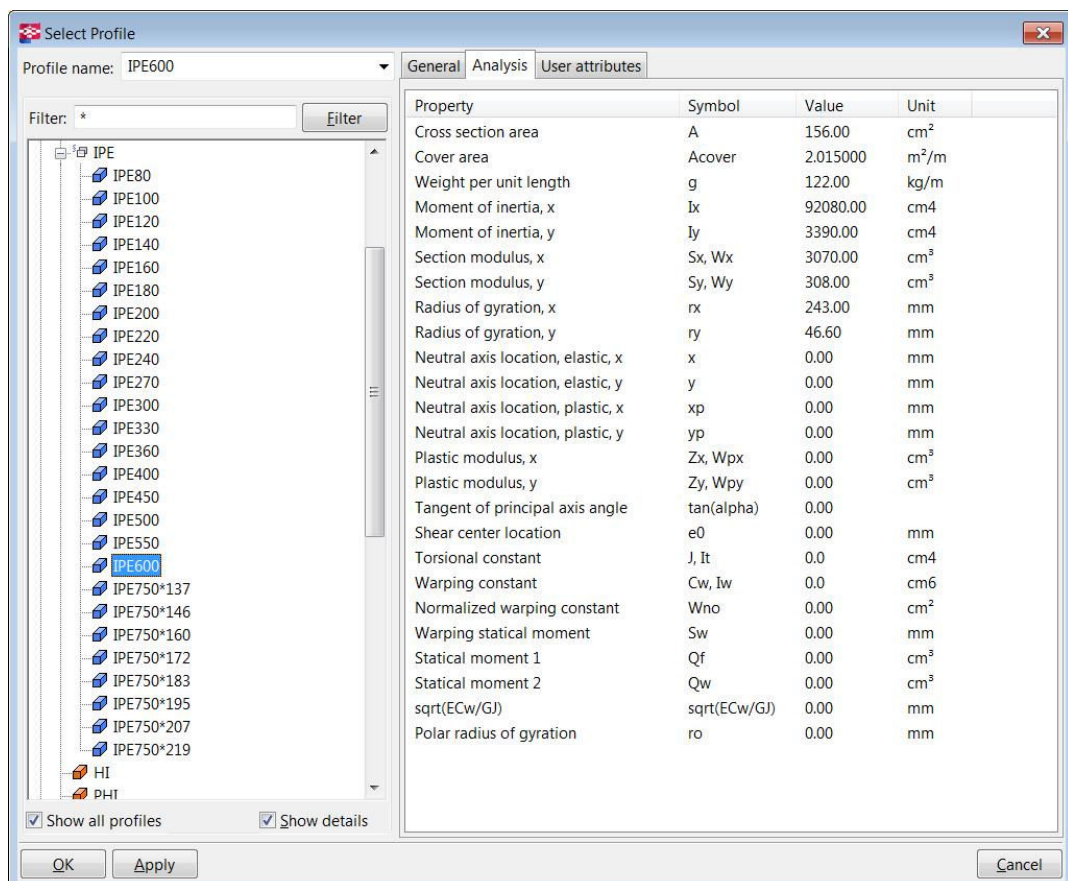 Select Profile
Profile name: IPE600
Filter: * Filter
IPE
IPE80
IPE100
IPE120
IPE140
IPE160
IPE180
IPE200
IPE220
IPE240
IPE270
IPE300
IPE330
IPE360
IPE400
IPE450
IPE500
IPE550
IPE600
IPE750*137
IPE750*146
IPE750*160
IPE750*172
IPE750*183
IPE750*195
IPE750*207
IPE750*219
HI
PHI
Show all profiles Show details
General Analysis User attributes
Property Symbol Value Unit
Cross section area A 156.00 cm²
Cover area Acover 2.015000 m²/m
Weight per unit length g 122.00 kg/m
Moment of inertia, x Ix 92080.00 cm4
Moment of inertia, y Iy 3390.00 cm4
Section modulus, x Sx, Wx 3070.00 cm³
Section modulus, y Sy, Wy 308.00 cm³
Radius of gyration, x rx 243.00 mm
Radius of gyration, y ry 46.60 mm
Neutral axis location, elastic, x x 0.00 mm
Neutral axis location, elastic, y y 0.00 mm
Neutral axis location, plastic, x xp 0.00 mm
Neutral axis location, plastic, y yp 0.00 mm
Plastic modulus, x Zx, Wpx 0.00 cm³
Plastic modulus, y Zy, Wpy 0.00 cm³
Tangent of principal axis angle tan(alpha) 0.00
Shear center location e0 0.00 mm
Torsional constant J, It 0.0 cm4
Warping constant Cw, Iw 0.0 cm6
Normalized warping constant Wno 0.00 cm²
Warping statical moment Sw 0.00 mm
Statical moment 1 Qf 0.00 cm³
Statical moment 2 Qw 0.00 cm³
sqrt(ECw/GJ) sqrt(ECw/GJ) 0.00 mm
Polar radius of gyration ro 0.00 mm
OK Apply Cancel